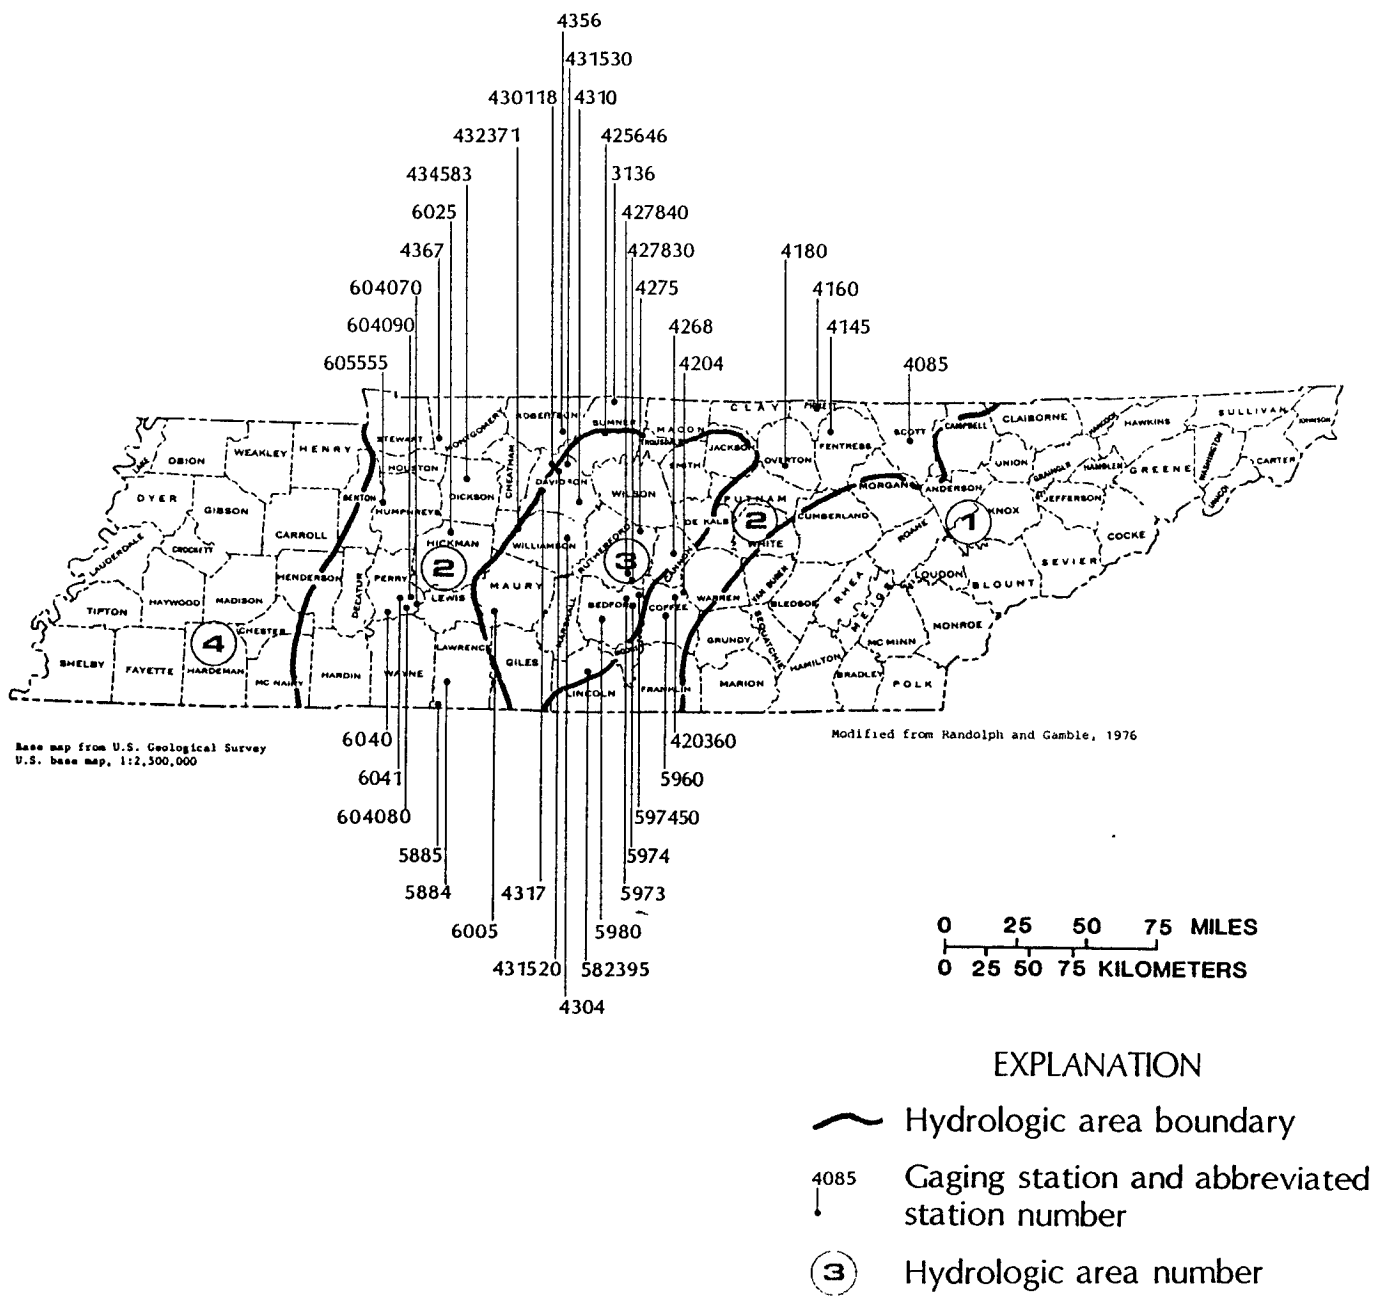 4356
431530
430118 4310
432371 425646
434583 3136
6025 427840
4367 427830 4180
604070 4275 4160
604090 4268 4145
605555 4204 4085
CLAY
ROBERTSON SUMNER MACON
STEWART MONTGOMERY
HENRY WEAKLEY OBION LAKE
SCOTT CAMPBELL CLAIBORNE HANCOCK HAWKINS SULLIVAN JOHNSON
HOUSTON CHEATHAM SMITH JACKSON OVERTON FENTRESS
UNION GRAINGER HAMBLEN GREENE WASHINGTON CARTER
DYER GIBSON BENTON HUMPHREYS DICKSON DAVIDSON WILSON PUTNAM MORGAN ANDERSON JEFFERSON UNICOI
LAUDERDALE CROCKETT CARROLL HICKMAN WILLIAMSON RUTHERFORD DE KALB WHITE CUMBERLAND ROANE KNOX COCKE
2 3 2 1
TIPTON HAYWOOD MADISON HENDERSON DECATUR PERRY LEWIS MAURY CANNON WARREN VAN BUREN BLEDSOE RHEA LOUDON BLOUNT SEVIER
4
CHESTER BEDFORD COFFEE GRUNDY SEQUATCHIE MEIGS MONROE
MARSHALL
SHELBY FAYETTE HARDEMAN MC NAIRY HARDIN WAYNE LAWRENCE GILES LINCOLN FRANKLIN MARION HAMILTON BRADLEY MC MINN POLK
Base map from U.S. Geological Survey
U.S. base map, 1:2,500,000
Modified from Randolph and Gamble, 1976
6040 420360
6041 5960
604080 597450
5885 5974
5884 4317 5973
6005 5980
431520 582395
4304
0 25 50 75 MILES
0 25 50 75 KILOMETERS
EXPLANATION
Hydrologic area boundary
4085 Gaging station and abbreviated
station number
3 Hydrologic area number